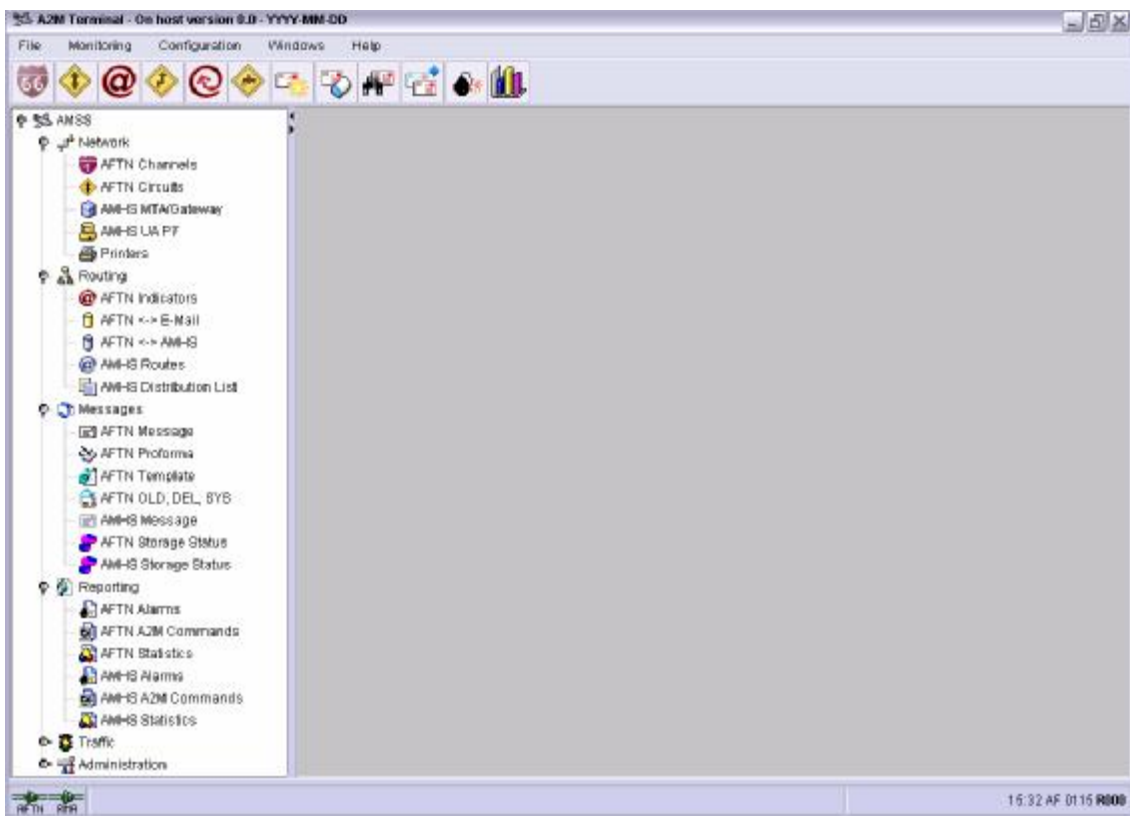 A2M Terminal - On host version 0.0 - YYYY-MM-DD
File Monitoring Configuration Windows Help
66
AMSS
Network
AFTN Channels
AFTN Circuits
AMHS MTA/Gateway
AMHS UA P7
Printers
Routing
AFTN Indicators
AFTN <-> E-Mail
AFTN <-> AMHS
AMHS Routes
AMHS Distribution List
Messages
AFTN Message
AFTN Proforma
AFTN Template
AFTN OLD, DEL, SYS
AMHS Message
AFTN Storage Status
AMHS Storage Status
Reporting
AFTN Alarms
AFTN A2M Commands
AFTN Statistics
AMHS Alarms
AMHS A2M Commands
AMHS Statistics
Traffic
Administration
AFTN
15:32 AF 0115 R000